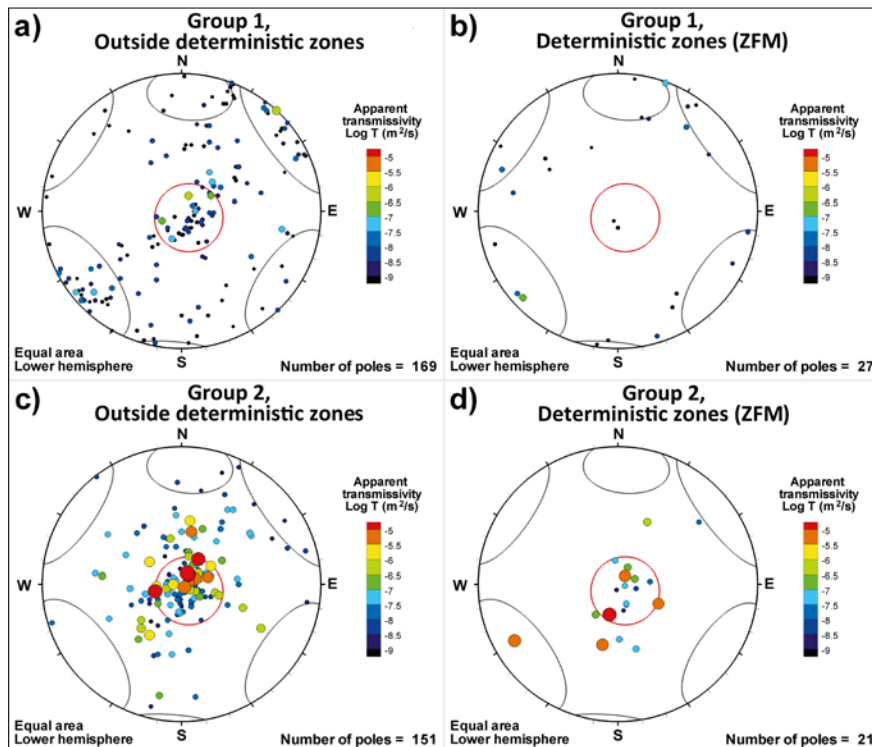 a)
Group 1,
Outside deterministic zones
N
W
E
S
Apparent
transmissivity
Log T (m²/s)
-5
-5.5
-6
-6.5
-7
-7.5
-8
-8.5
-9
Equal area
Lower hemisphere
Number of poles = 169
b)
Group 1,
Deterministic zones (ZFM)
N
W
E
S
Apparent
transmissivity
Log T (m²/s)
-5
-5.5
-6
-6.5
-7
-7.5
-8
-8.5
-9
Equal area
Lower hemisphere
Number of poles = 27
c)
Group 2,
Outside deterministic zones
N
W
E
S
Apparent
transmissivity
Log T (m²/s)
-5
-5.5
-6
-6.5
-7
-7.5
-8
-8.5
-9
Equal area
Lower hemisphere
Number of poles = 151
d)
Group 2,
Deterministic zones (ZFM)
N
W
E
S
Apparent
transmissivity
Log T (m²/s)
-5
-5.5
-6
-6.5
-7
-7.5
-8
-8.5
-9
Equal area
Lower hemisphere
Number of poles = 21